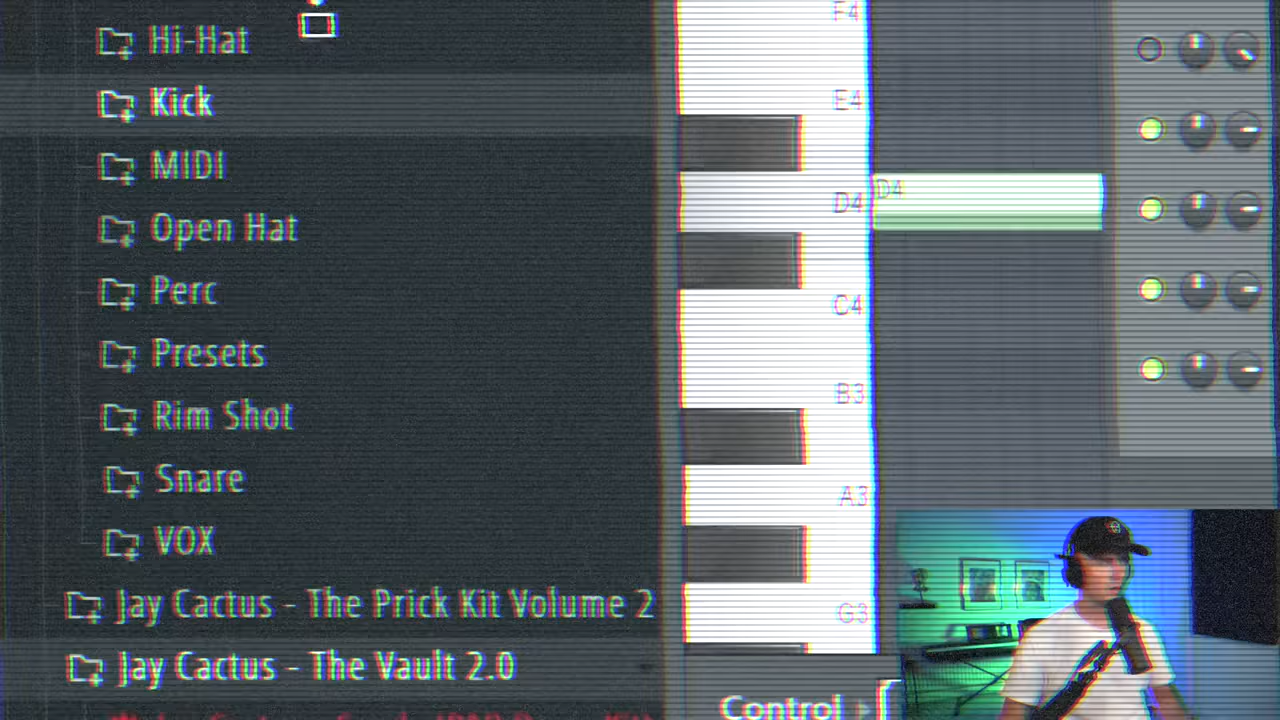 Hi-Hat
Kick
MIDI
Open Hat
Perc
Presets
Rim Shot
Snare
VOX
Jay Cactus - The Prick Kit Volume 2
Jay Cactus - The Vault 2.0
F4
E4
D4
D4
C4
B3
A3
G3
Control